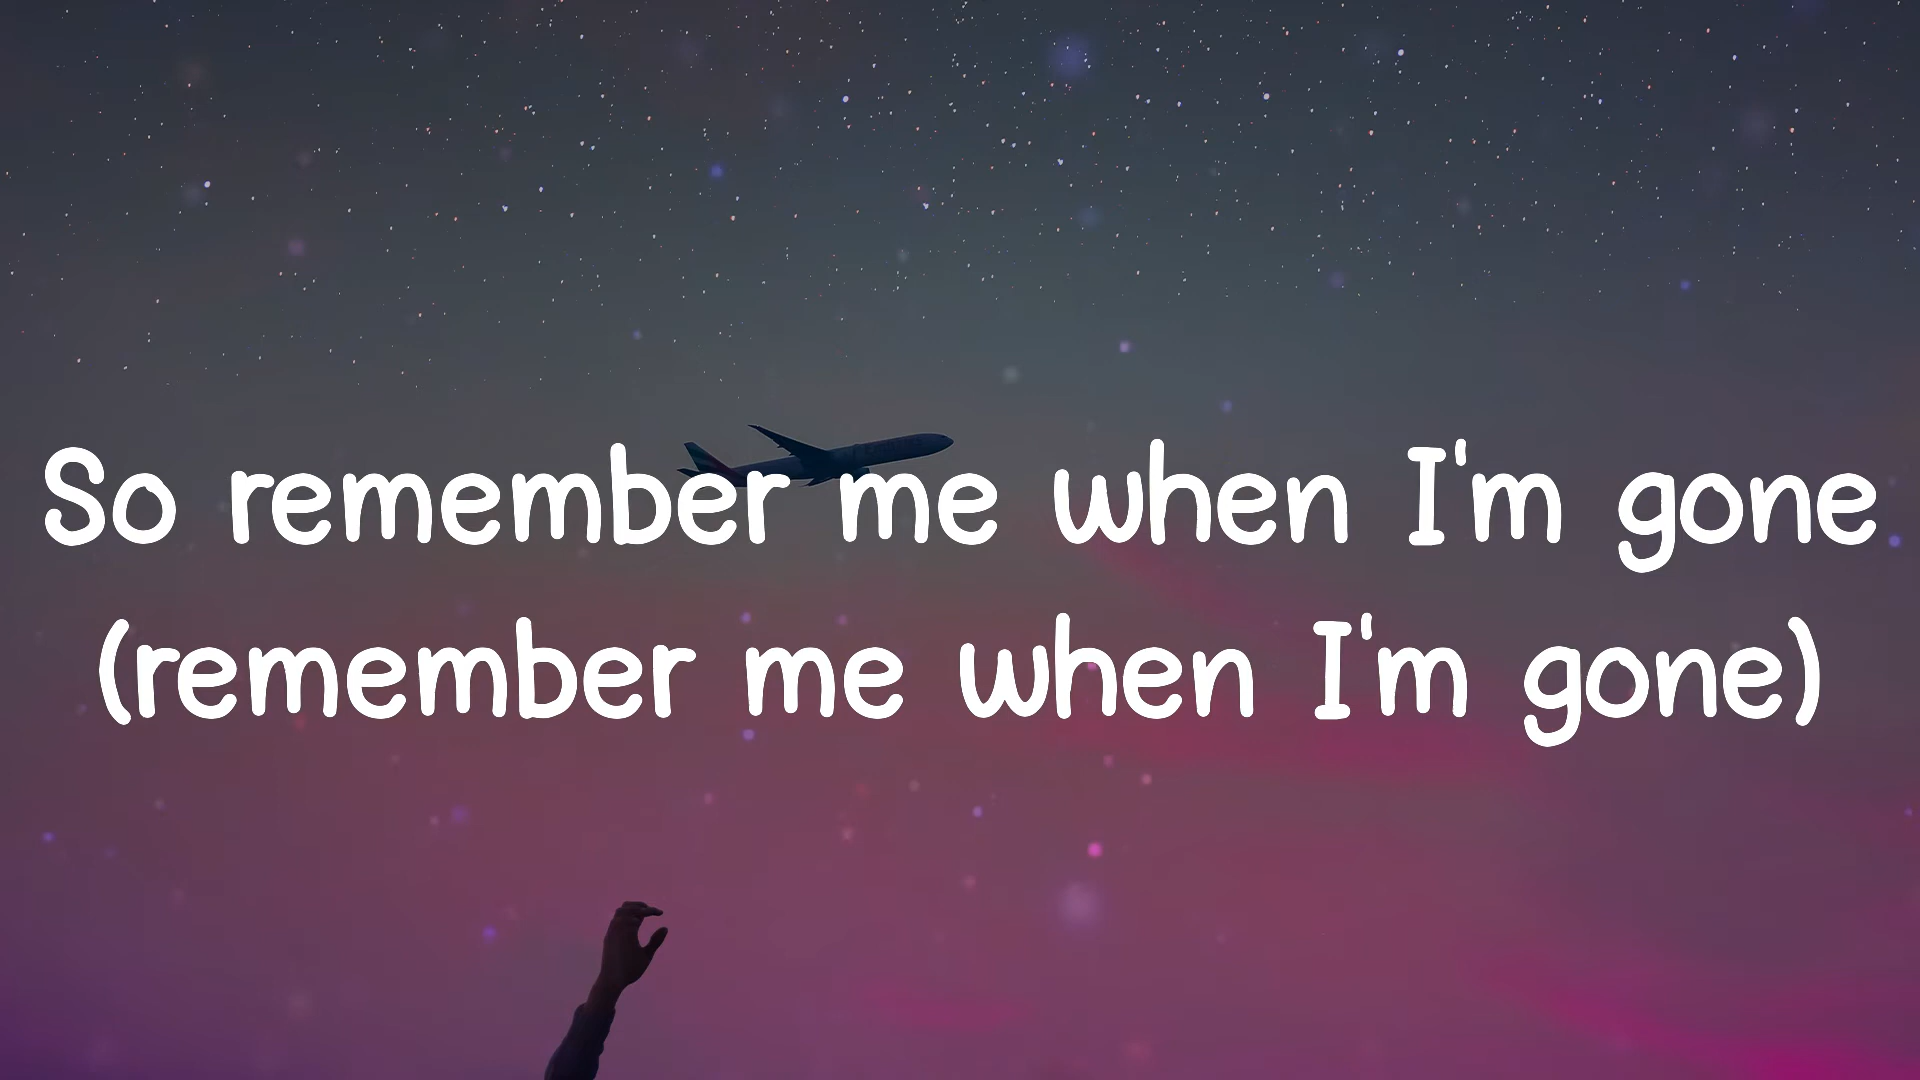 So remember me when I'm gone
(remember me when I'm gone)